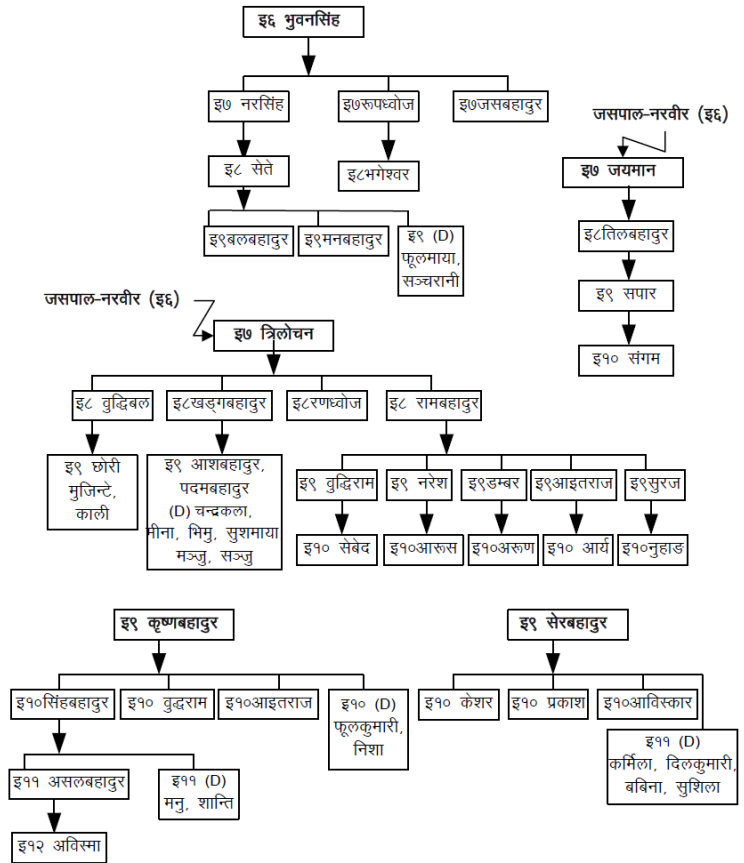 इ६ भुवनसिंह
इ७ नरसिंह
इ७रूपध्वोज
इ७जसबहादुर
इ८ सेते
इ८भगेश्वर
इ९बलबहादुर
इ९मनबहादुर
इ९ (D)
फूलमाया,
सञ्चरानी
जसपाल-नरवीर (इ६)
इ७ जयमान
इ८तिलबहादुर
इ९ सपार
इ१० संगम
जसपाल-नरवीर (इ६)
इ७ त्रिलोचन
इ८ वुद्धिबल
इ८खड्गबहादुर
इ८रणध्वोज
इ८ रामबहादुर
इ९ छोरी
मुजिन्टे,
काली
इ९ आशबहादुर,
पदमबहादुर
(D) चन्द्रकला,
मीना, भिमु, सुशमाया
मञ्जु, सञ्जु
इ९ वुद्धिराम
इ९ नरेश
इ९डम्बर
इ९आइतराज
इ९सुरज
इ१० सेबेद
इ१०आरूस
इ१०अरूण
इ१० आर्य
इ१०नुहाङ
इ९ कृष्णबहादुर
इ१०सिंहबहादुर
इ१० वुद्धराम
इ१०आइतराज
इ१० (D)
फूलकुमारी,
निशा
इ११ असलबहादुर
इ११ (D)
मनु, शान्ति
इ१२ अविस्मा
इ९ सेरबहादुर
इ१० केशर
इ१० प्रकाश
इ१०आविस्कार
इ११ (D)
कर्मिला, दिलकुमारी,
बबिना, सुशिला